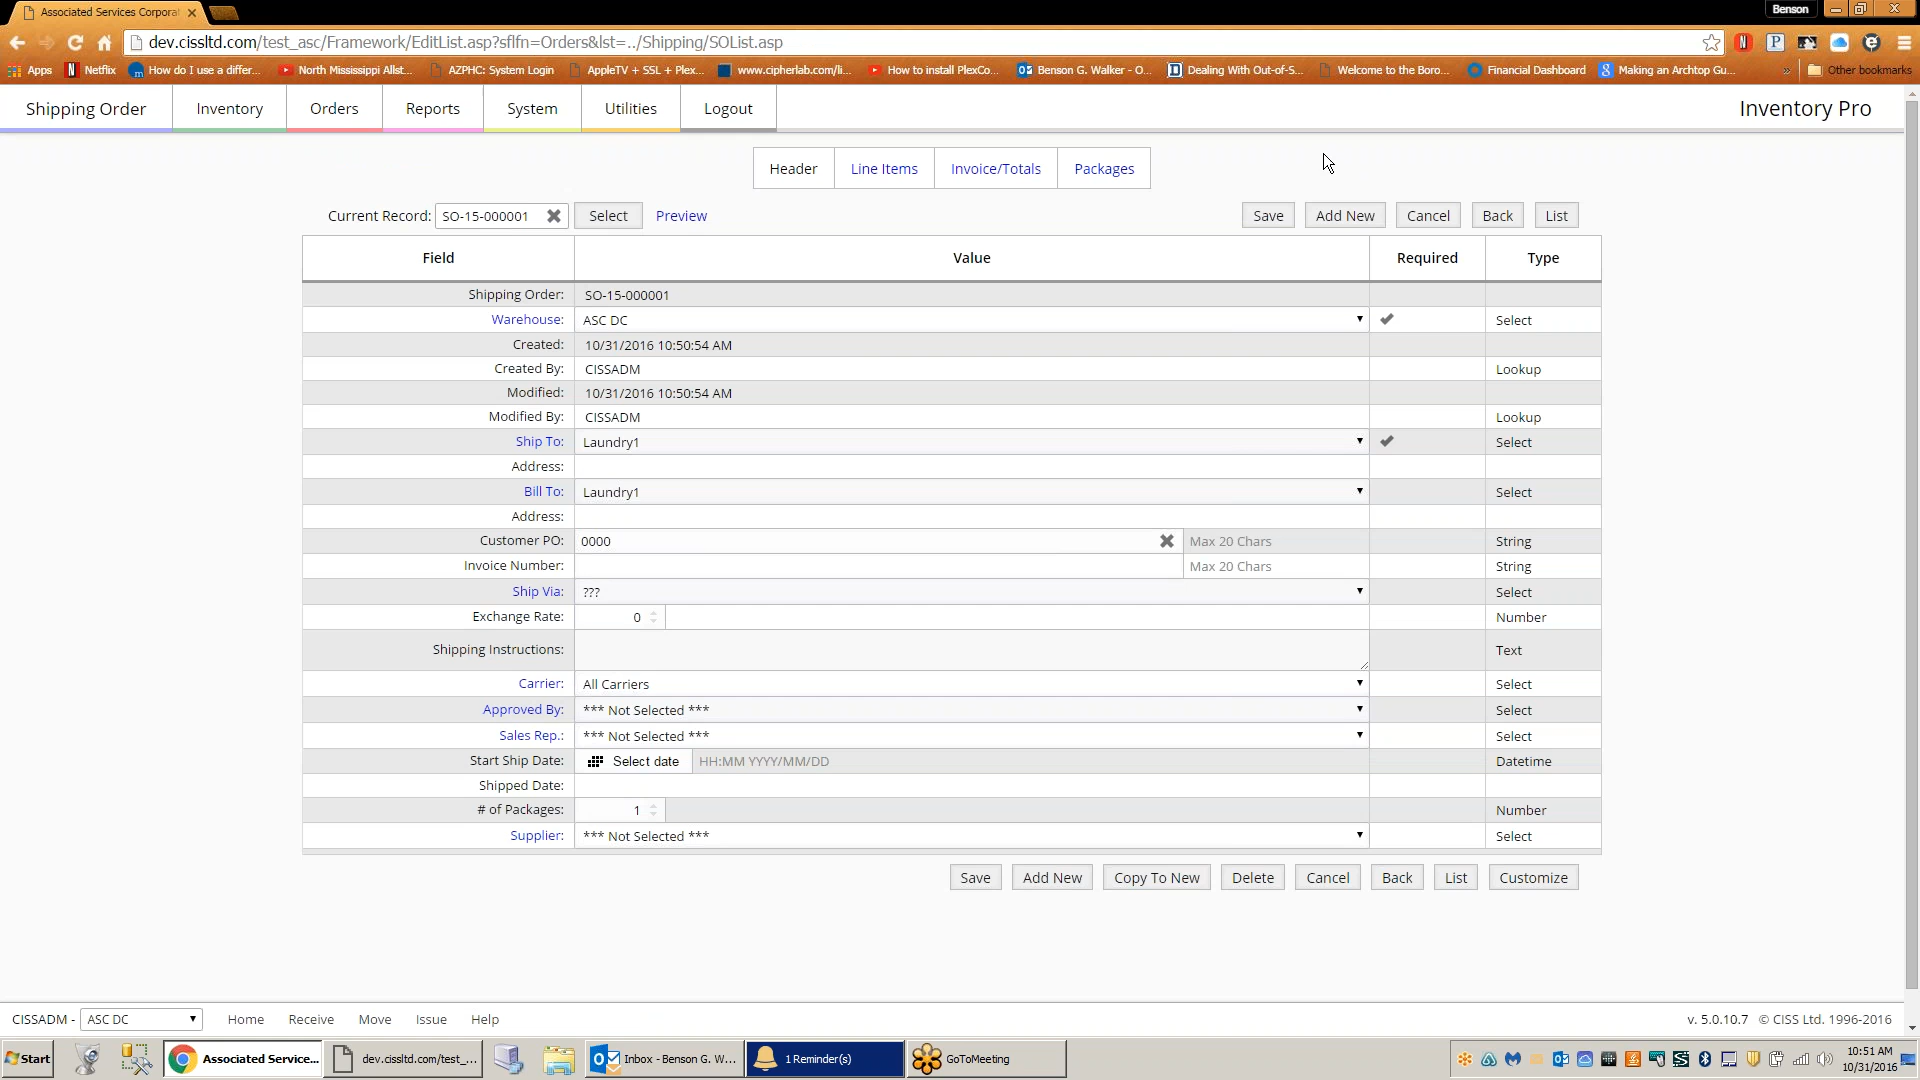 Associated Services Corporat
Benson
dev.cissltd.com/test_asc/Framework/EditList.asp?sflfn=Orders&lst=../Shipping/SOList.asp
Apps Netflix How do I use a differ... North Mississippi Allst... AZPHC: System Login AppleTV + SSL + Plex... www.cipherlab.com/li... How to install PlexCo... Benson G. Walker - O... Dealing With Out-of-S... Welcome to the Boro... Financial Dashboard Making an Archtop Gu... » Other bookmarks
Shipping Order Inventory Orders Reports System Utilities Logout Inventory Pro
Header Line Items Invoice/Totals Packages
Current Record: SO-15-000001 Select Preview Save Add New Cancel Back List
Field Value Required Type
Shipping Order: SO-15-000001
Warehouse: ASC DC Select
Created: 10/31/2016 10:50:54 AM
Created By: CISSADM Lookup
Modified: 10/31/2016 10:50:54 AM
Modified By: CISSADM Lookup
Ship To: Laundry1 Select
Address:
Bill To: Laundry1 Select
Address:
Customer PO: 0000 Max 20 Chars String
Invoice Number: Max 20 Chars String
Ship Via: ??? Select
Exchange Rate: 0 Number
Shipping Instructions: Text
Carrier: All Carriers Select
Approved By: *** Not Selected *** Select
Sales Rep.: *** Not Selected *** Select
Start Ship Date: Select date HH:MM YYYY/MM/DD Datetime
Shipped Date:
# of Packages: 1 Number
Supplier: *** Not Selected *** Select
Save Add New Copy To New Delete Cancel Back List Customize
CISSADM - ASC DC Home Receive Move Issue Help v. 5.0.10.7 © CISS Ltd. 1996-2016
Start Associated Service... dev.cissltd.com/test_... Inbox - Benson G. W... 1 Reminder(s) GoToMeeting 10:51 AM
10/31/2016